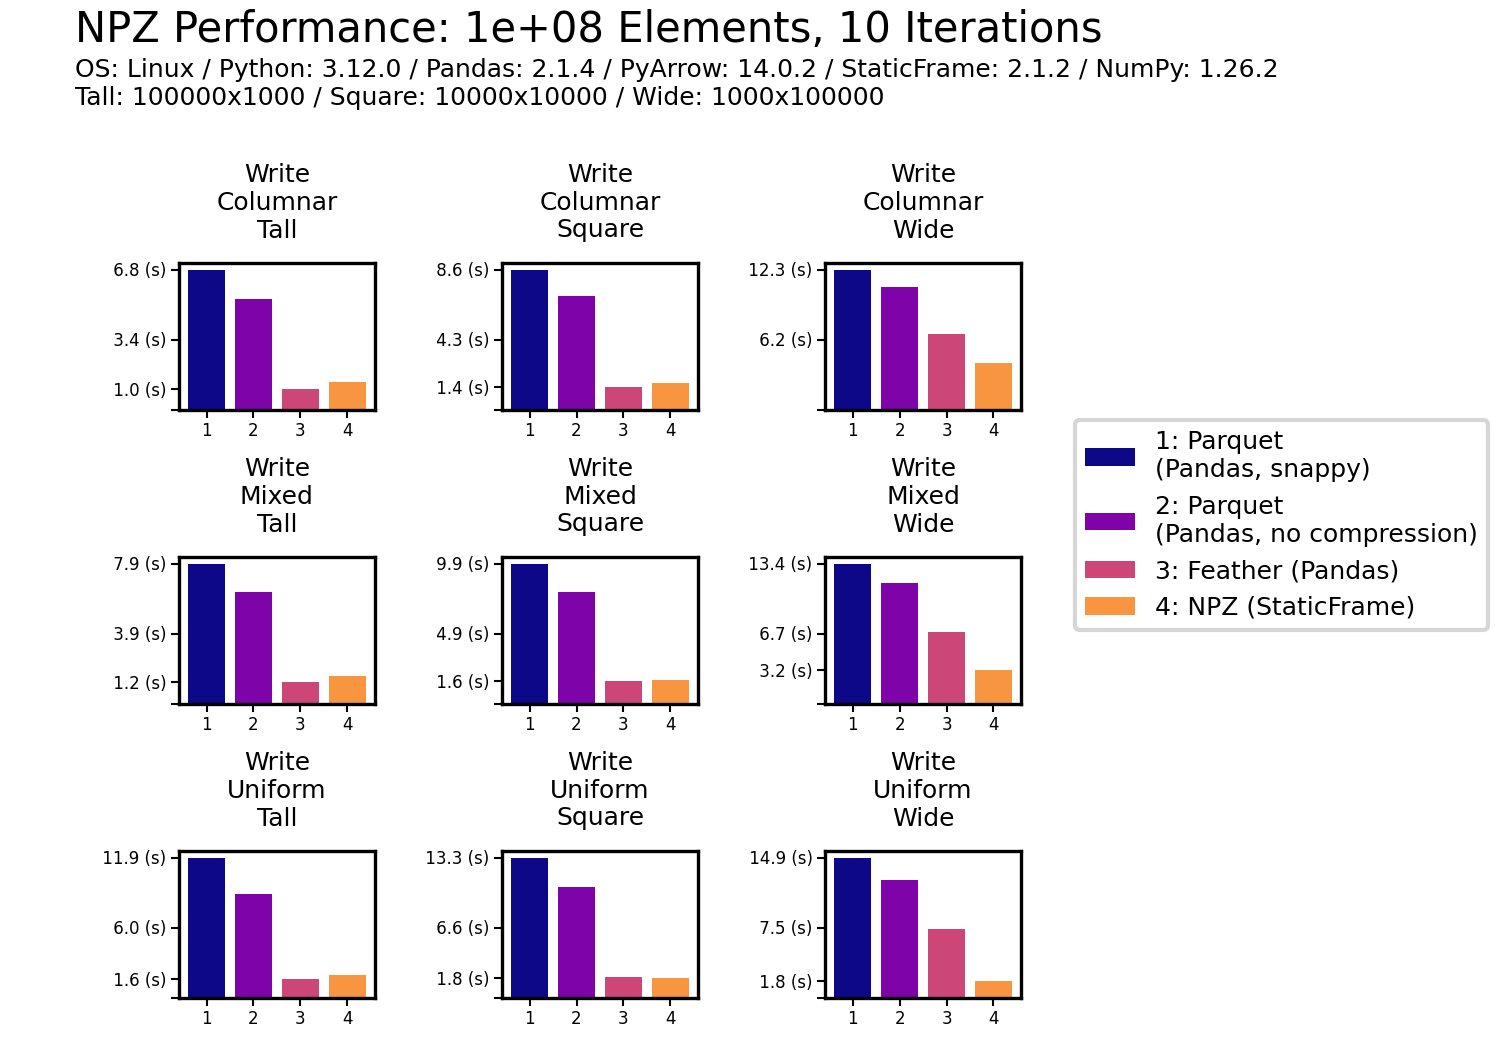 NPZ Performance: 1e+08 Elements, 10 Iterations
OS: Linux / Python: 3.12.0 / Pandas: 2.1.4 / PyArrow: 14.0.2 / StaticFrame: 2.1.2 / NumPy: 1.26.2
Tall: 100000x1000 / Square: 10000x10000 / Wide: 1000x100000
Write
Columnar
Tall
6.8 (s)
3.4 (s)
1.0 (s)
1 2 3 4
Write
Columnar
Square
8.6 (s)
4.3 (s)
1.4 (s)
1 2 3 4
Write
Columnar
Wide
12.3 (s)
6.2 (s)
1 2 3 4
Write
Mixed
Tall
7.9 (s)
3.9 (s)
1.2 (s)
1 2 3 4
Write
Mixed
Square
9.9 (s)
4.9 (s)
1.6 (s)
1 2 3 4
Write
Mixed
Wide
13.4 (s)
6.7 (s)
3.2 (s)
1 2 3 4
Write
Uniform
Tall
11.9 (s)
6.0 (s)
1.6 (s)
1 2 3 4
Write
Uniform
Square
13.3 (s)
6.6 (s)
1.8 (s)
1 2 3 4
Write
Uniform
Wide
14.9 (s)
7.5 (s)
1.8 (s)
1 2 3 4
1: Parquet
(Pandas, snappy)
2: Parquet
(Pandas, no compression)
3: Feather (Pandas)
4: NPZ (StaticFrame)